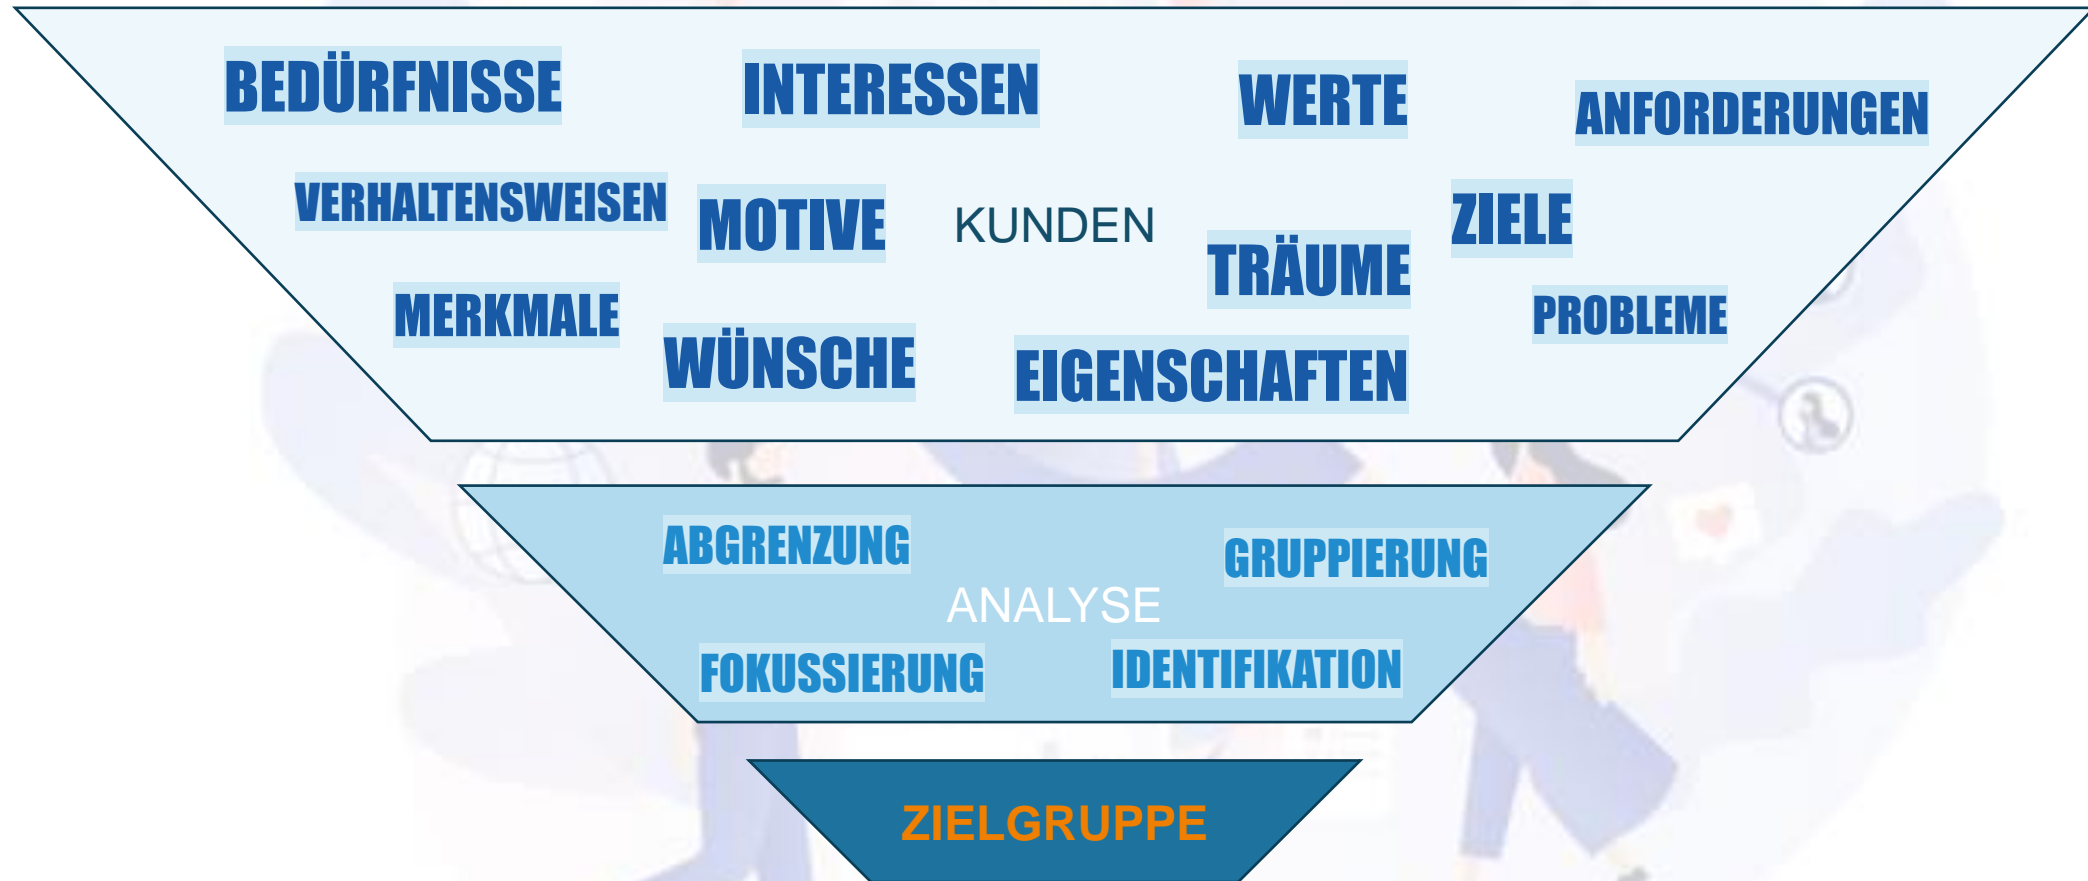 BEDÜRFNISSE
INTERESSEN
WERTE
ANFORDERUNGEN
VERHALTENSWEISEN
MOTIVE
KUNDEN
ZIELE
TRÄUME
MERKMALE
PROBLEME
WÜNSCHE
EIGENSCHAFTEN
ABGRENZUNG
GRUPPIERUNG
ANALYSE
FOKUSSIERUNG
IDENTIFIKATION
ZIELGRUPPE